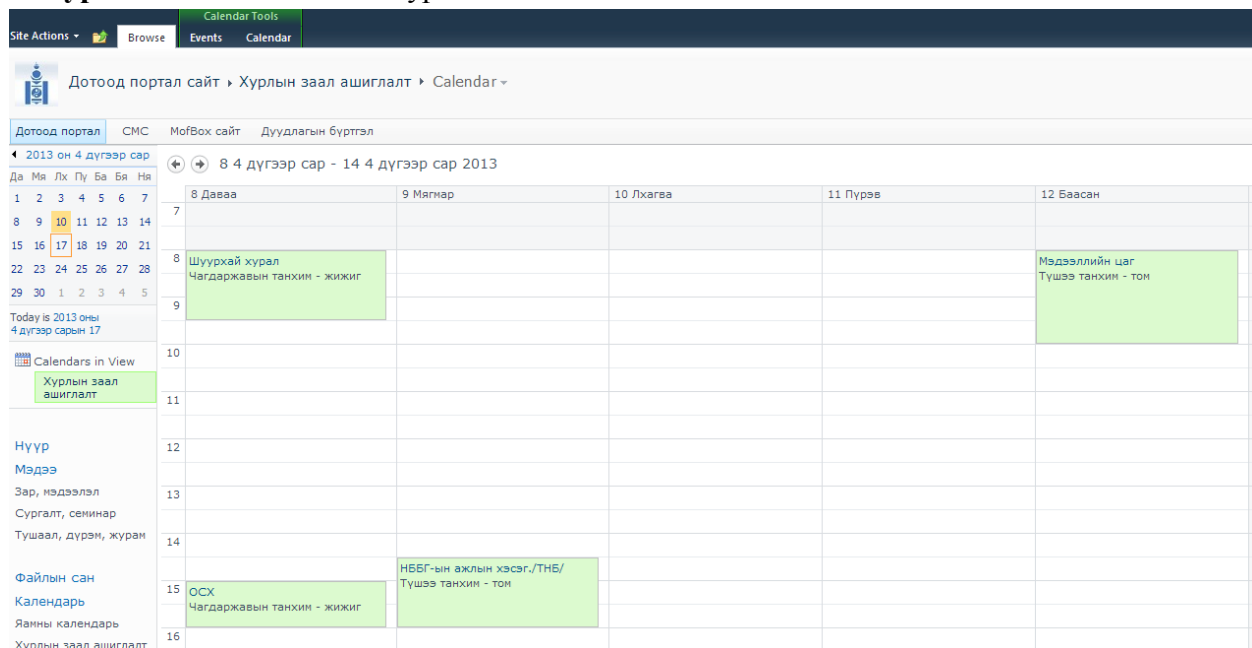 Calendar Tools
Site Actions
Browse
Events
Calendar
Дотоод портал сайт
Хурлын заал ашиглалт
Calendar
Дотоод портал
СМС
MofBox сайт
Дуудлагын бүртгэл
2013 он 4 дүгээр сар
Да Мя Лх Пү Ба Бя Ня
1 2 3 4 5 6 7
8 9 10 11 12 13 14
15 16 17 18 19 20 21
22 23 24 25 26 27 28
29 30 1 2 3 4 5
Today is 2013 оны
4 дүгээр сарын 17
Calendars in View
Хурлын заал
ашиглалт
Нүүр
Мэдээ
Зар, мэдээлэл
Сургалт, семинар
Тушаал, дүрэм, журам
Файлын сан
Календарь
Яамны календарь
Хурлын заал ашиглалт
8 4 дүгээр сар - 14 4 дүгээр сар 2013
8 Даваа
9 Мягмар
10 Лхагва
11 Пүрэв
12 Баасан
7
8
Шуурхай хурал
Чагдаржавын танхим - жижиг
Мэдээллийн цаг
Түшээ танхим - том
9
10
11
12
13
14
НББГ-ын ажлын хэсэг./ТНБ/
Түшээ танхим - том
15
ОСХ
Чагдаржавын танхим - жижиг
16